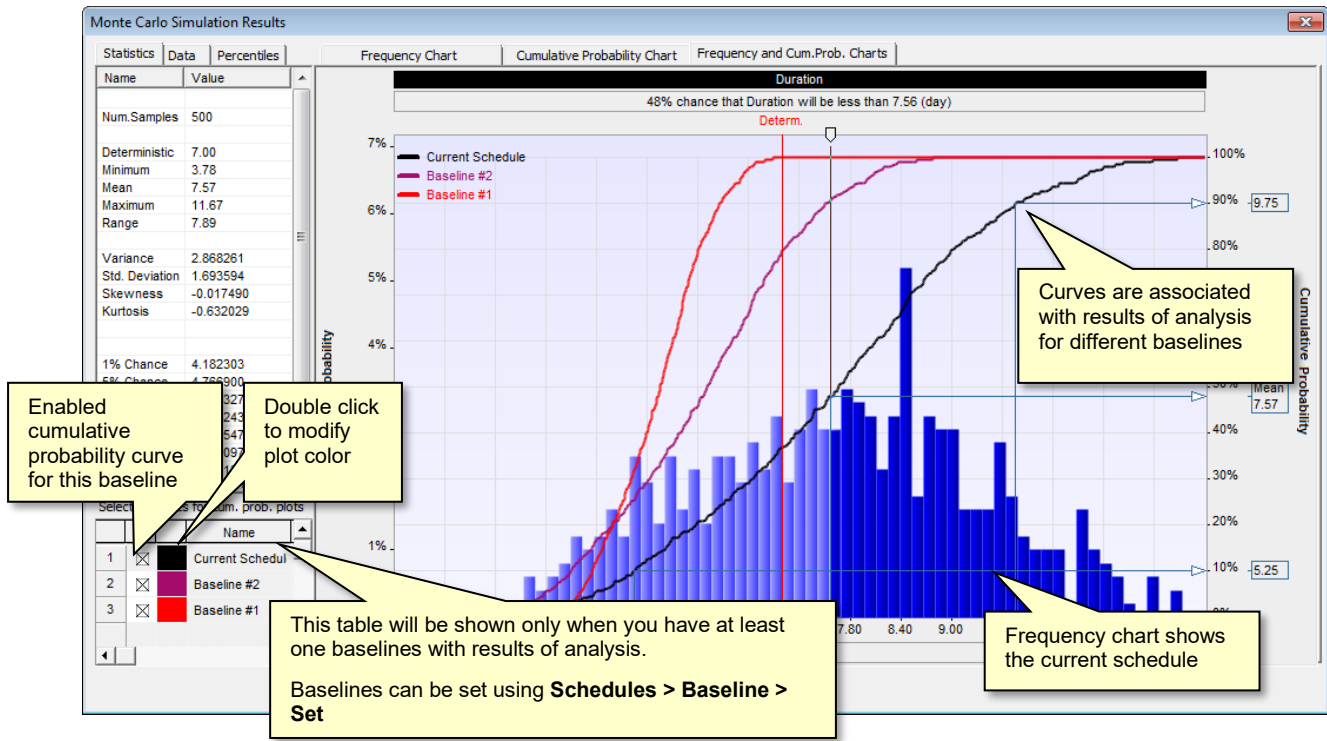 Monte Carlo Simulation Results
Statistics Data Percentiles
Frequency Chart Cumulative Probability Chart Frequency and Cum.Prob. Charts
Name Value
Num.Samples 500
Deterministic 7.00
Minimum 3.78
Mean 7.57
Maximum 11.67
Range 7.89
Variance 2.868261
Std. Deviation 1.693594
Skewness -0.017490
Kurtosis -0.632029
1% Chance 4.182303
Duration
48% chance that Duration will be less than 7.56 (day)
Determ.
7%
6%
5%
4%
1%
Current Schedule
Baseline #2
Baseline #1
100%
90% 9.75
80%
Mean
7.57
40%
30%
20%
10% 5.25
Cumulative Probability
7.80 8.40 9.00
Curves are associated
with results of analysis
for different baselines
Enabled
cumulative
probability curve
for this baseline
Double click
to modify
plot color
prob. plots
Name
1 Current Schedul
2 Baseline #2
3 Baseline #1
This table will be shown only when you have at least
one baselines with results of analysis.
Baselines can be set using Schedules > Baseline >
Set
Frequency chart shows
the current schedule